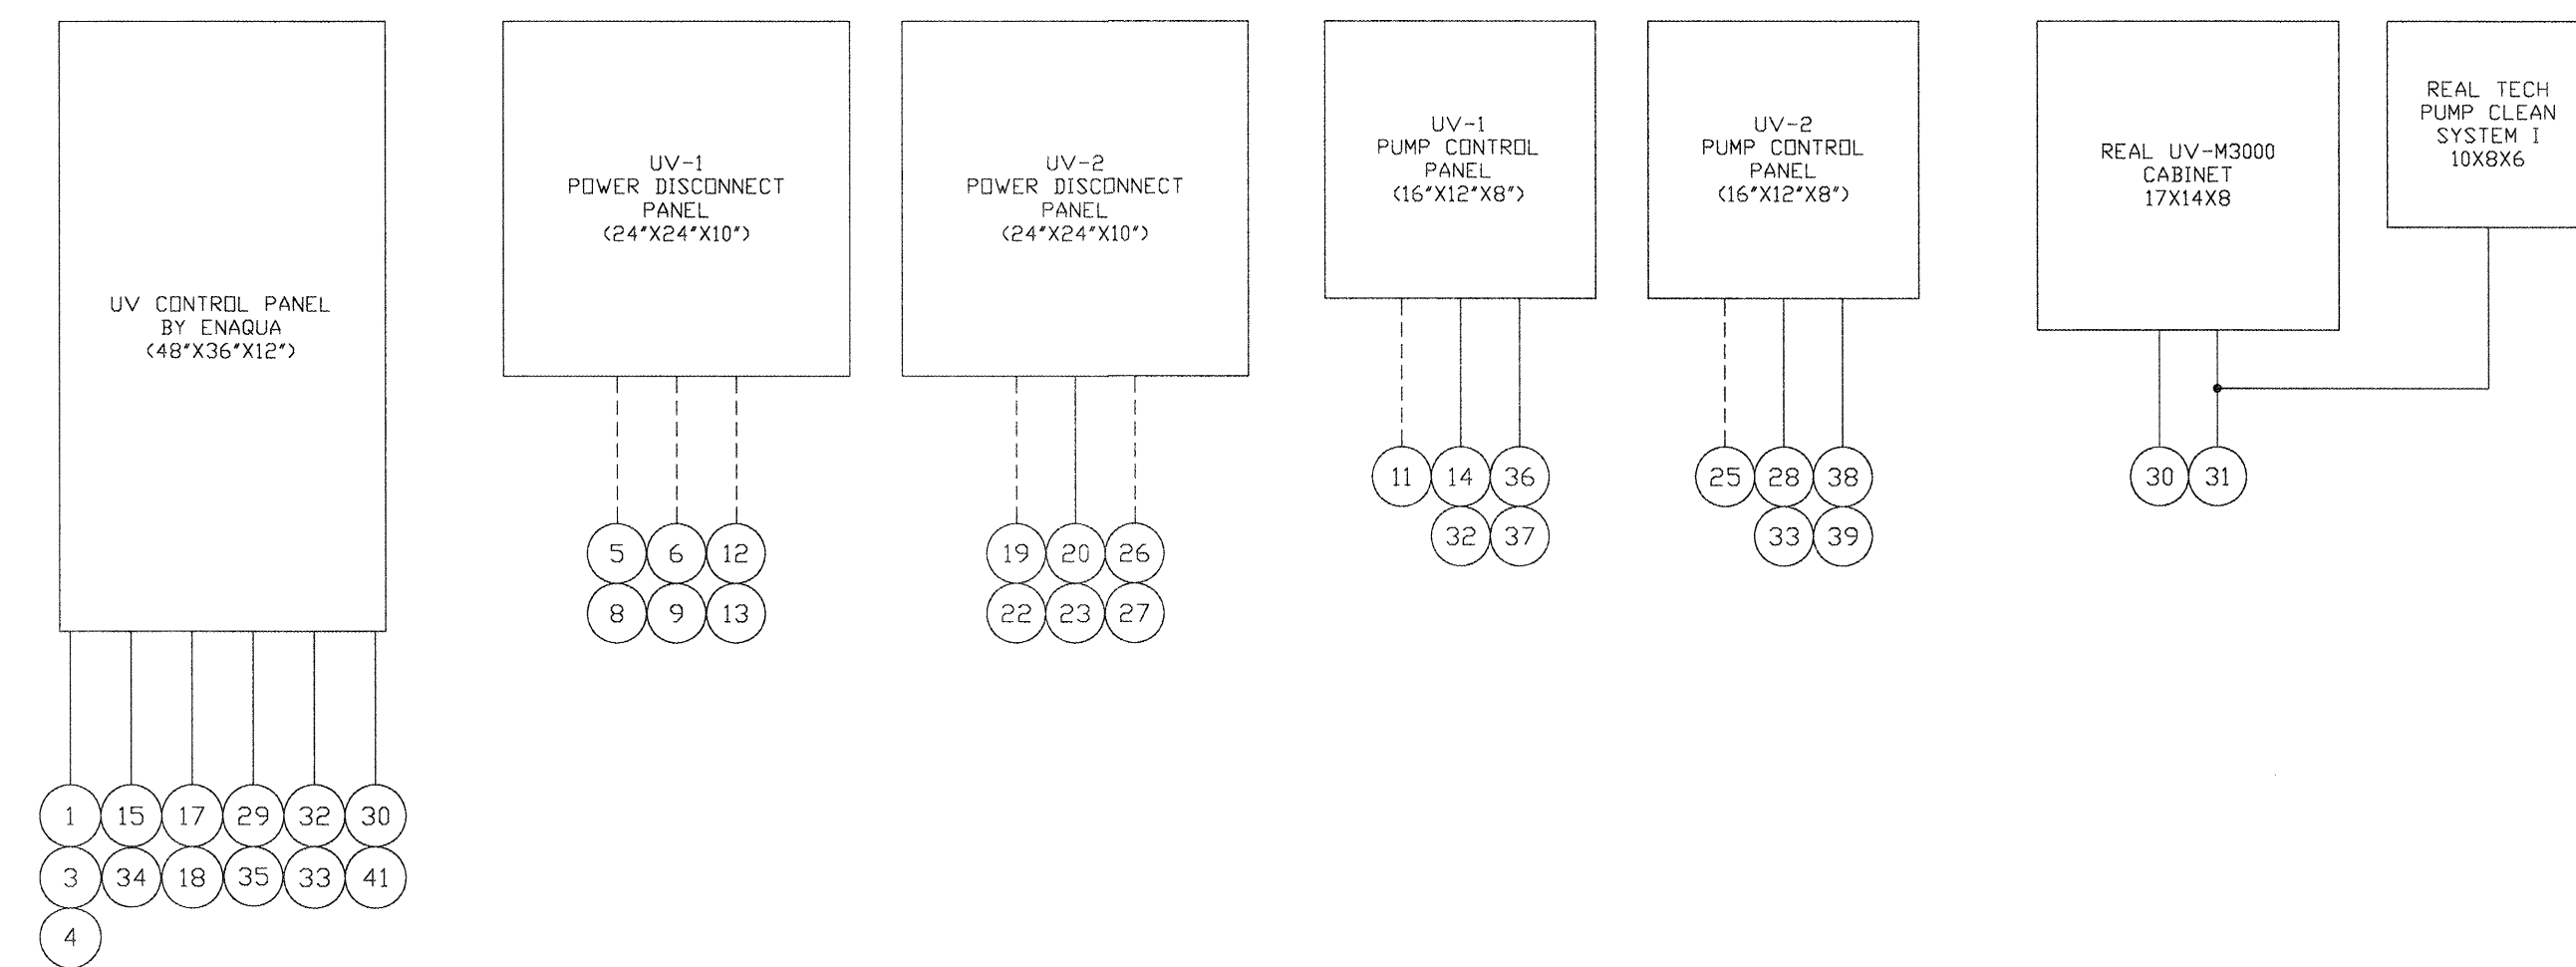 UV CONTROL PANEL
BY ENAQUA
(48"X36"X12")
1 15 17 29 32 30
3 34 18 35 33 41
4
UV-1
POWER DISCONNECT
PANEL
(24"X24"X10")
5 6 12
8 9 13
UV-2
POWER DISCONNECT
PANEL
(24"X24"X10")
19 20 26
22 23 27
UV-1
PUMP CONTROL
PANEL
(16"X12"X8")
11 14 36
32 37
UV-2
PUMP CONTROL
PANEL
(16"X12"X8")
25 28 38
33 39
REAL UV-M3000
CABINET
17X14X8
30 31
REAL TECH
PUMP CLEAN
SYSTEM I
10X8X6